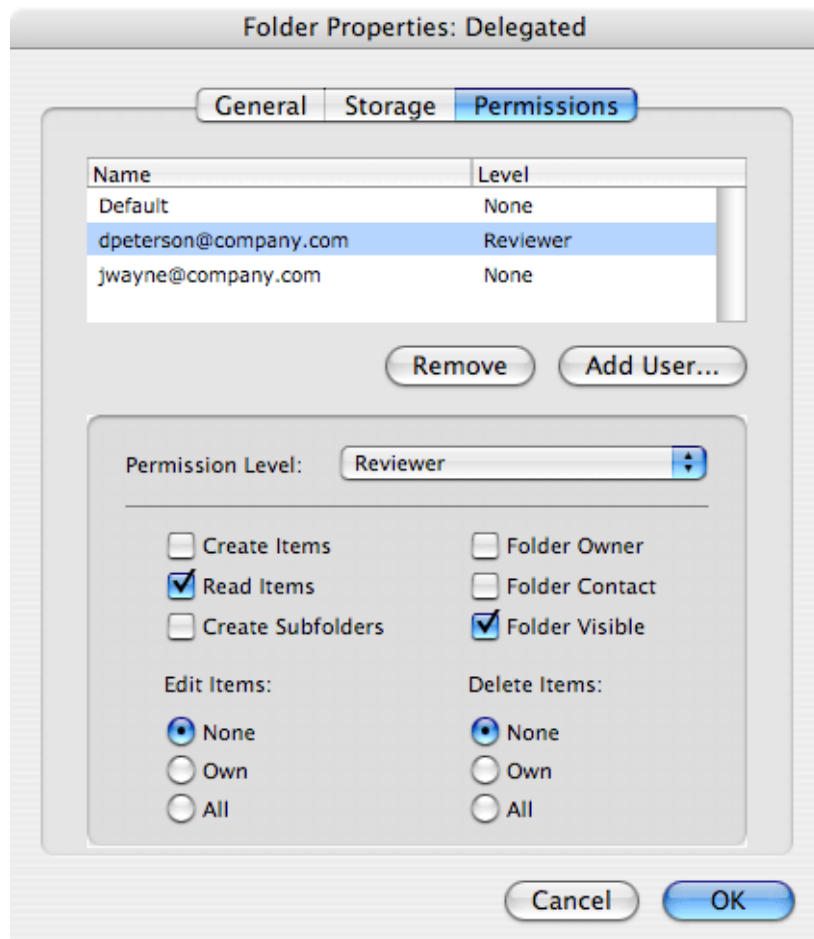 Folder Properties: Delegated
General Storage Permissions
Name Level
Default None
dpeterson@company.com Reviewer
jwayne@company.com None
Remove Add User...
Permission Level: Reviewer
Create Items Folder Owner
Read Items Folder Contact
Create Subfolders Folder Visible
Edit Items: Delete Items:
None None
Own Own
All All
Cancel OK